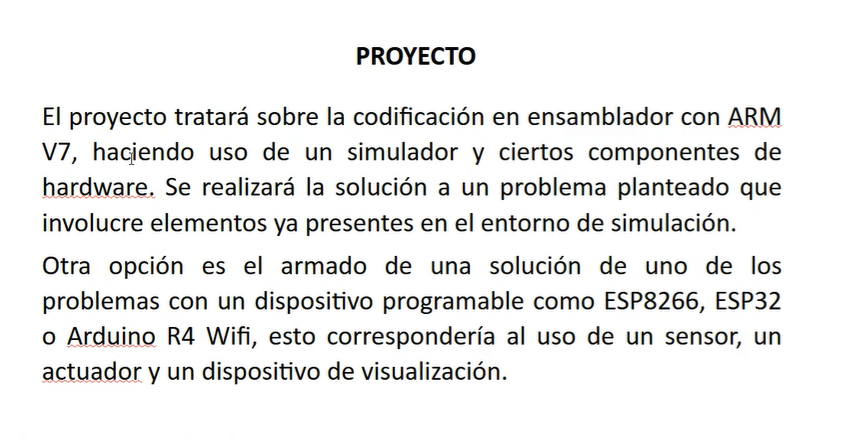 PROYECTO
El proyecto tratará sobre la codificación en ensamblador con ARM
V7, haciendo uso de un simulador y ciertos componentes de
hardware. Se realizará la solución a un problema planteado que
involucre elementos ya presentes en el entorno de simulación.
Otra opción es el armado de una solución de uno de los
problemas con un dispositivo programable como ESP8266, ESP32
o Arduino R4 Wifi, esto correspondería al uso de un sensor, un
actuador y un dispositivo de visualización.